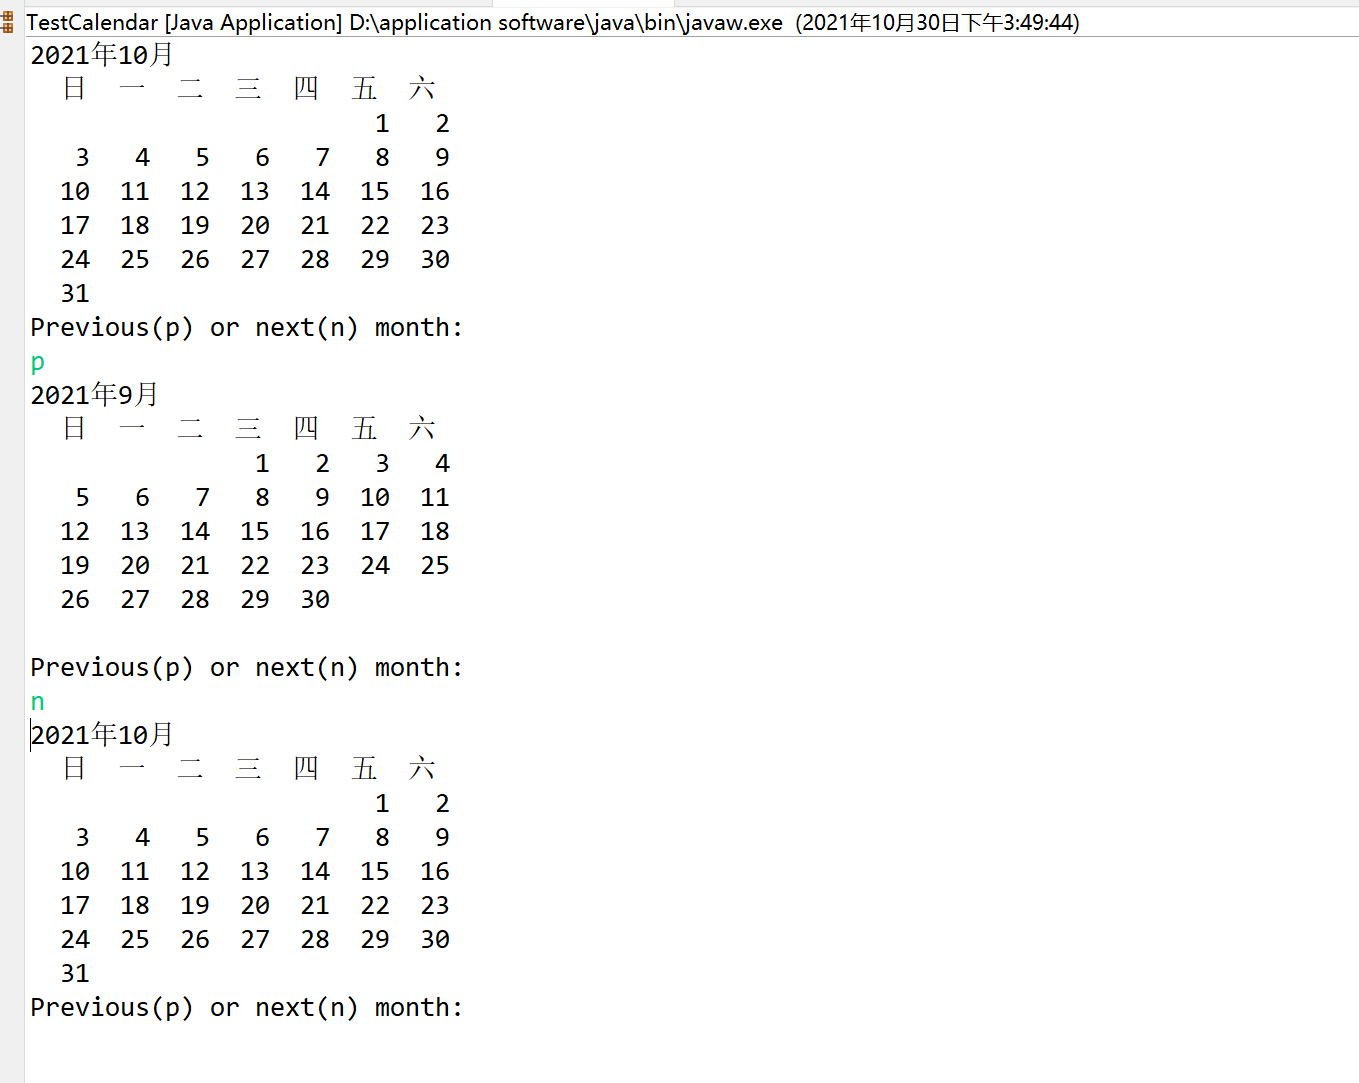 TestCalendar [Java Application] D:\application software\java\bin\javaw.exe (2021年10月30日下午3:49:44)
2021年10月
日 一 二 三 四 五 六
1 2
3 4 5 6 7 8 9
10 11 12 13 14 15 16
17 18 19 20 21 22 23
24 25 26 27 28 29 30
31
Previous(p) or next(n) month:
p
2021年9月
日 一 二 三 四 五 六
1 2 3 4
5 6 7 8 9 10 11
12 13 14 15 16 17 18
19 20 21 22 23 24 25
26 27 28 29 30
Previous(p) or next(n) month:
n
2021年10月
日 一 二 三 四 五 六
1 2
3 4 5 6 7 8 9
10 11 12 13 14 15 16
17 18 19 20 21 22 23
24 25 26 27 28 29 30
31
Previous(p) or next(n) month: